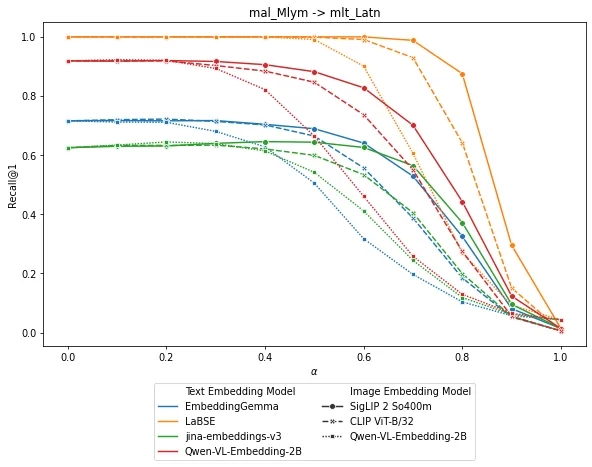 mal_Mlym -> mlt_Latn
1.0
0.8
0.6
0.4
0.2
0.0
Recall@1
0.0 0.2 0.4 0.6 0.8 1.0
α
Text Embedding Model Image Embedding Model
EmbeddingGemma SigLIP 2 So400m
LaBSE CLIP ViT-B/32
jina-embeddings-v3 Qwen-VL-Embedding-2B
Qwen-VL-Embedding-2B